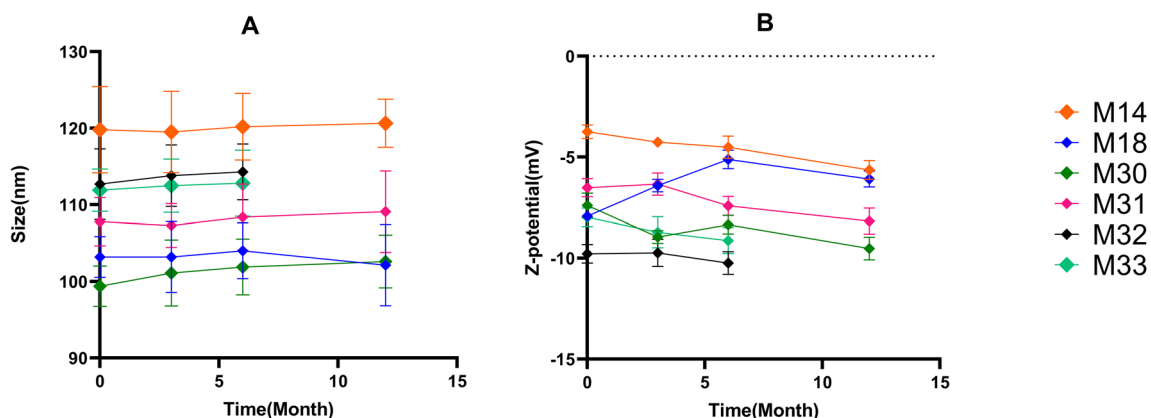 A
130
120
110
100
90
Size(nm)
0
5
10
15
Time(Month)
B
0
-5
-10
-15
Z-potential(mV)
0
5
10
15
Time(Month)
M14
M18
M30
M31
M32
M33